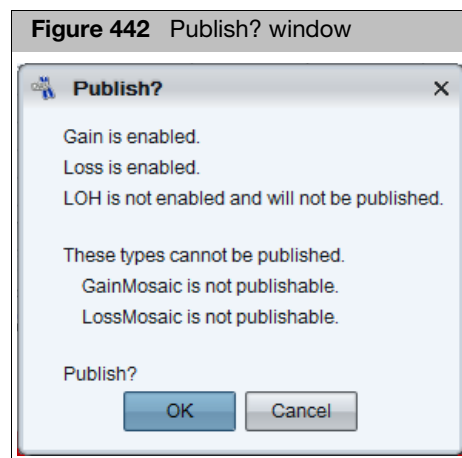 Figure 442 Publish? window
Publish?
Gain is enabled.
Loss is enabled.
LOH is not enabled and will not be published.
These types cannot be published.
GainMosaic is not publishable.
LossMosaic is not publishable.
Publish?
OK Cancel